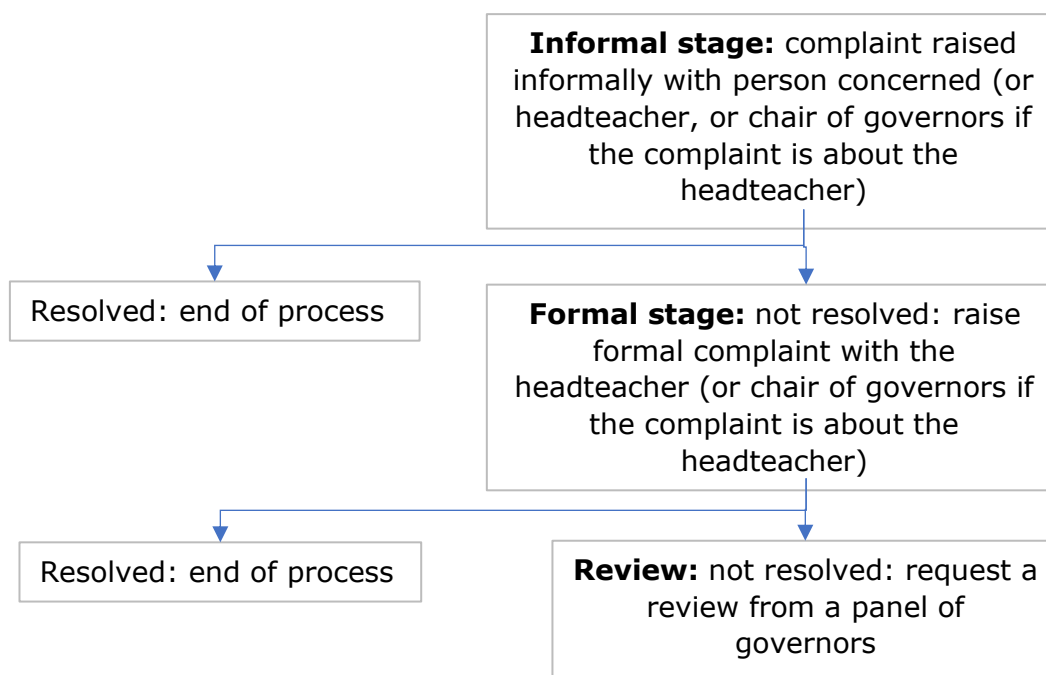 Informal stage: complaint raised
informally with person concerned (or
headteacher, or chair of governors if
the complaint is about the
headteacher)
Resolved: end of process
Formal stage: not resolved: raise
formal complaint with the
headteacher (or chair of governors if
the complaint is about the
headteacher)
Resolved: end of process
Review: not resolved: request a
review from a panel of
governors